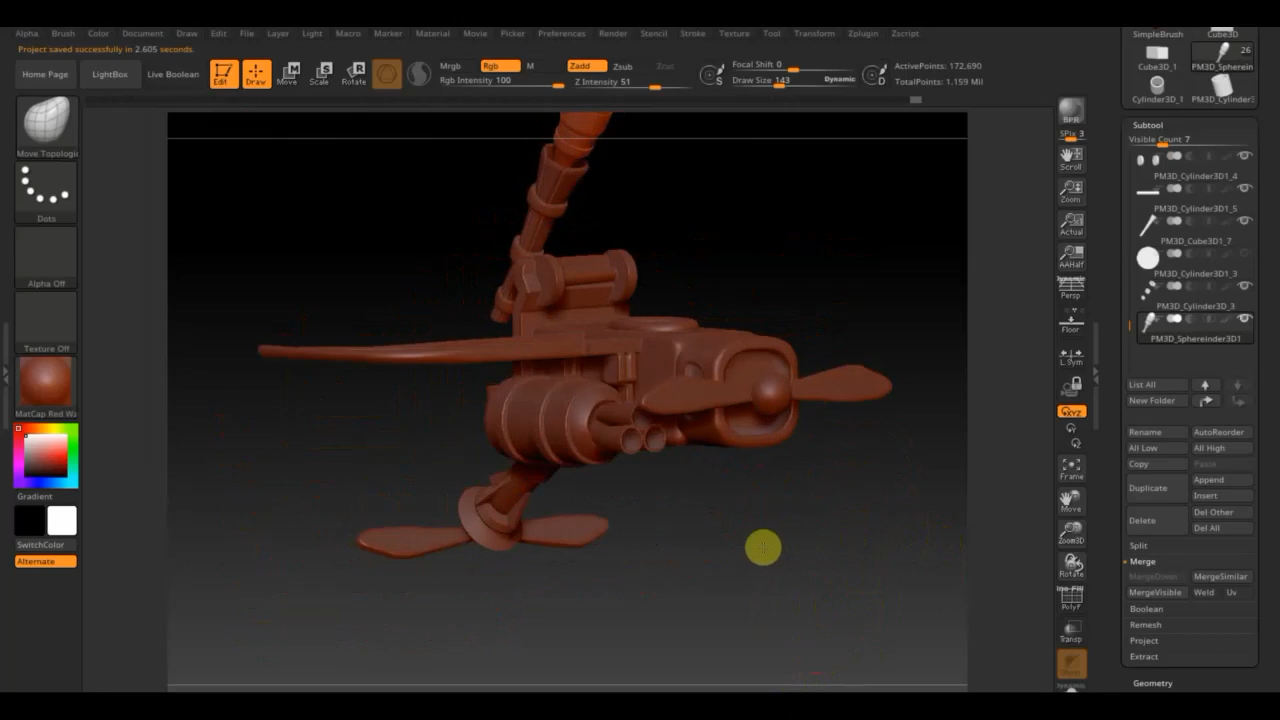 Alpha Brush Color Document Draw Edit File Layer Light Macro Marker Material Movie Picker Preferences Render Stencil Stroke Texture Tool Transform Zplugin Zscript
Project saved successfully in 2.605 seconds.
Home Page
LightBox
Live Boolean
Edit
Draw
Move
Scale
Rotate
Mrgb Rgb M
Rgb Intensity 100
Zadd Zsub Zcut
Z Intensity 51
S
Focal Shift 0
Draw Size 143 Dynamic
D
ActivePoints: 172,690
TotalPoints: 1.159 Mil
Move Topologic
Dots
Alpha Off
Texture Off
MatCap Red Wa
Gradient
SwitchColor
Alternate
BPR
SPix 3
Scroll
Zoom
Actual
AAHalf
Dynamic
Persp
Floor
L.Sym
XYZ
Frame
Move
Zoom3D
Rotate
PolyF
Transp
SimpleBrush Cube3D
26
Cube3D_1 PM3D_Spherein
Cylinder3D_1 PM3D_Cylinder3
Subtool
Visible Count 7
PM3D_Cylinder3D1_4
PM3D_Cylinder3D1_5
PM3D_Cube3D1_7
PM3D_Cylinder3D1_3
PM3D_Cylinder3D_3
PM3D_Sphereinder3D1
List All
New Folder
Rename AutoReorder
All Low All High
Copy Paste
Duplicate Append
Insert
Delete Del Other
Del All
Split
Merge
MergeDown MergeSimilar
MergeVisible Weld Uv
Boolean
Remesh
Project
Extract
Geometry